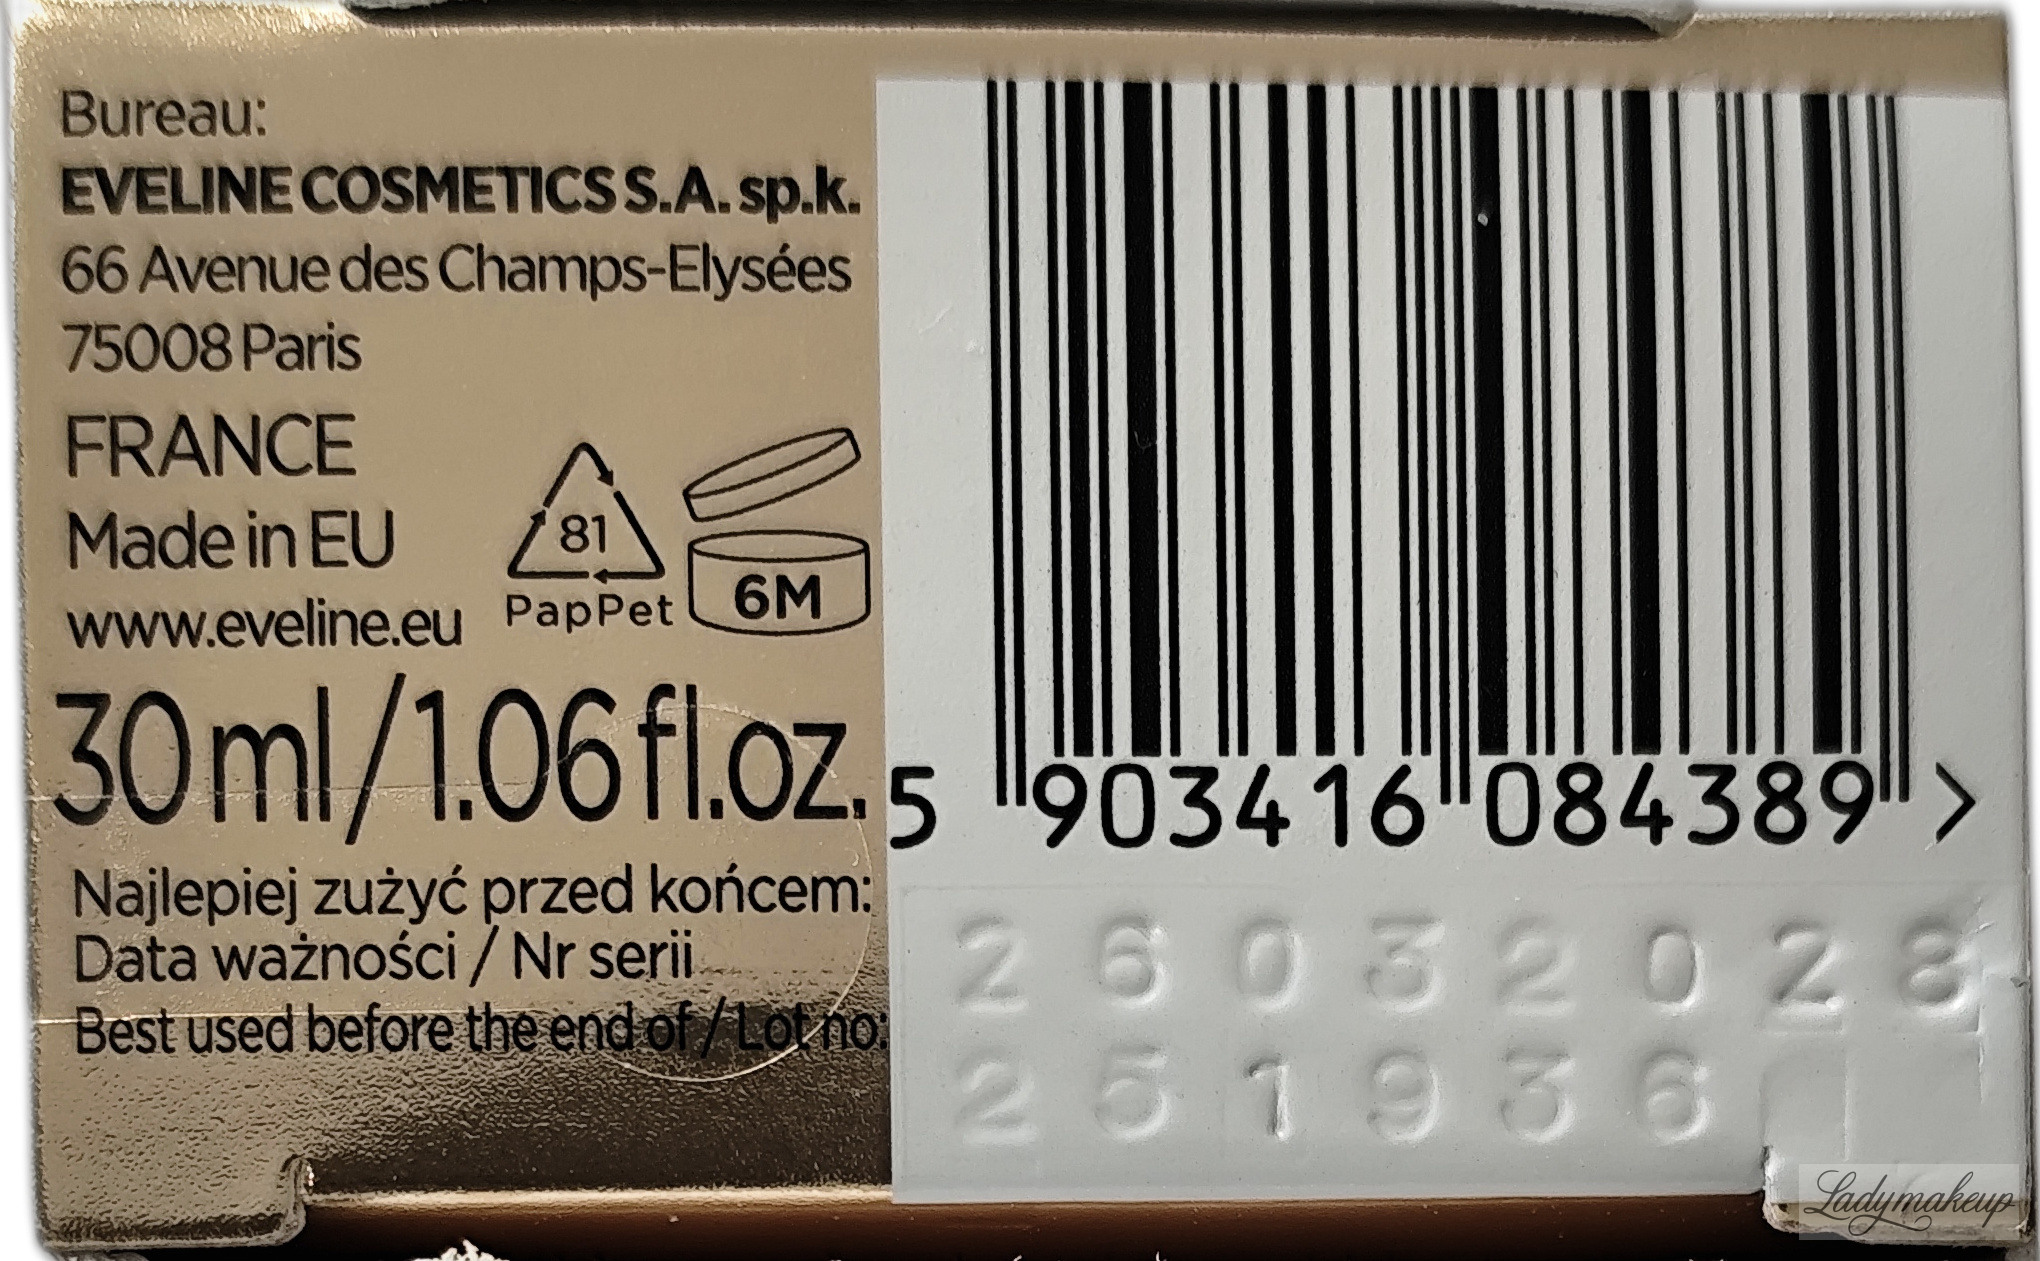 Bureau:
EVELINE COSMETICS S.A. sp.k.
66 Avenue des Champs-Elysées
75008 Paris
FRANCE
Made in EU
www.eveline.eu
81
PapPet
6M
30 ml / 1.06 fl.oz.
Najlepiej zużyć przed końcem:
Data ważności / Nr serii
Best used before the end of / Lot no:
5 903416 084389 >
26032028
251936
Ladymakeup